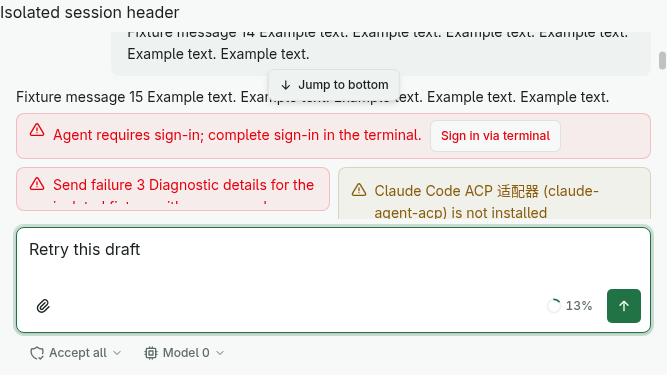 Isolated session header
Fixture message 14 Example text. Example text. Example text. Example text.
Example text. Example text.
Jump to bottom
Fixture message 15 Example text. Example text. Example text. Example text. Example text.
Agent requires sign-in; complete sign-in in the terminal.
Sign in via terminal
Send failure 3 Diagnostic details for the
Claude Code ACP 适配器 (claude-
agent-acp) is not installed
Retry this draft
13%
Accept all
Model 0